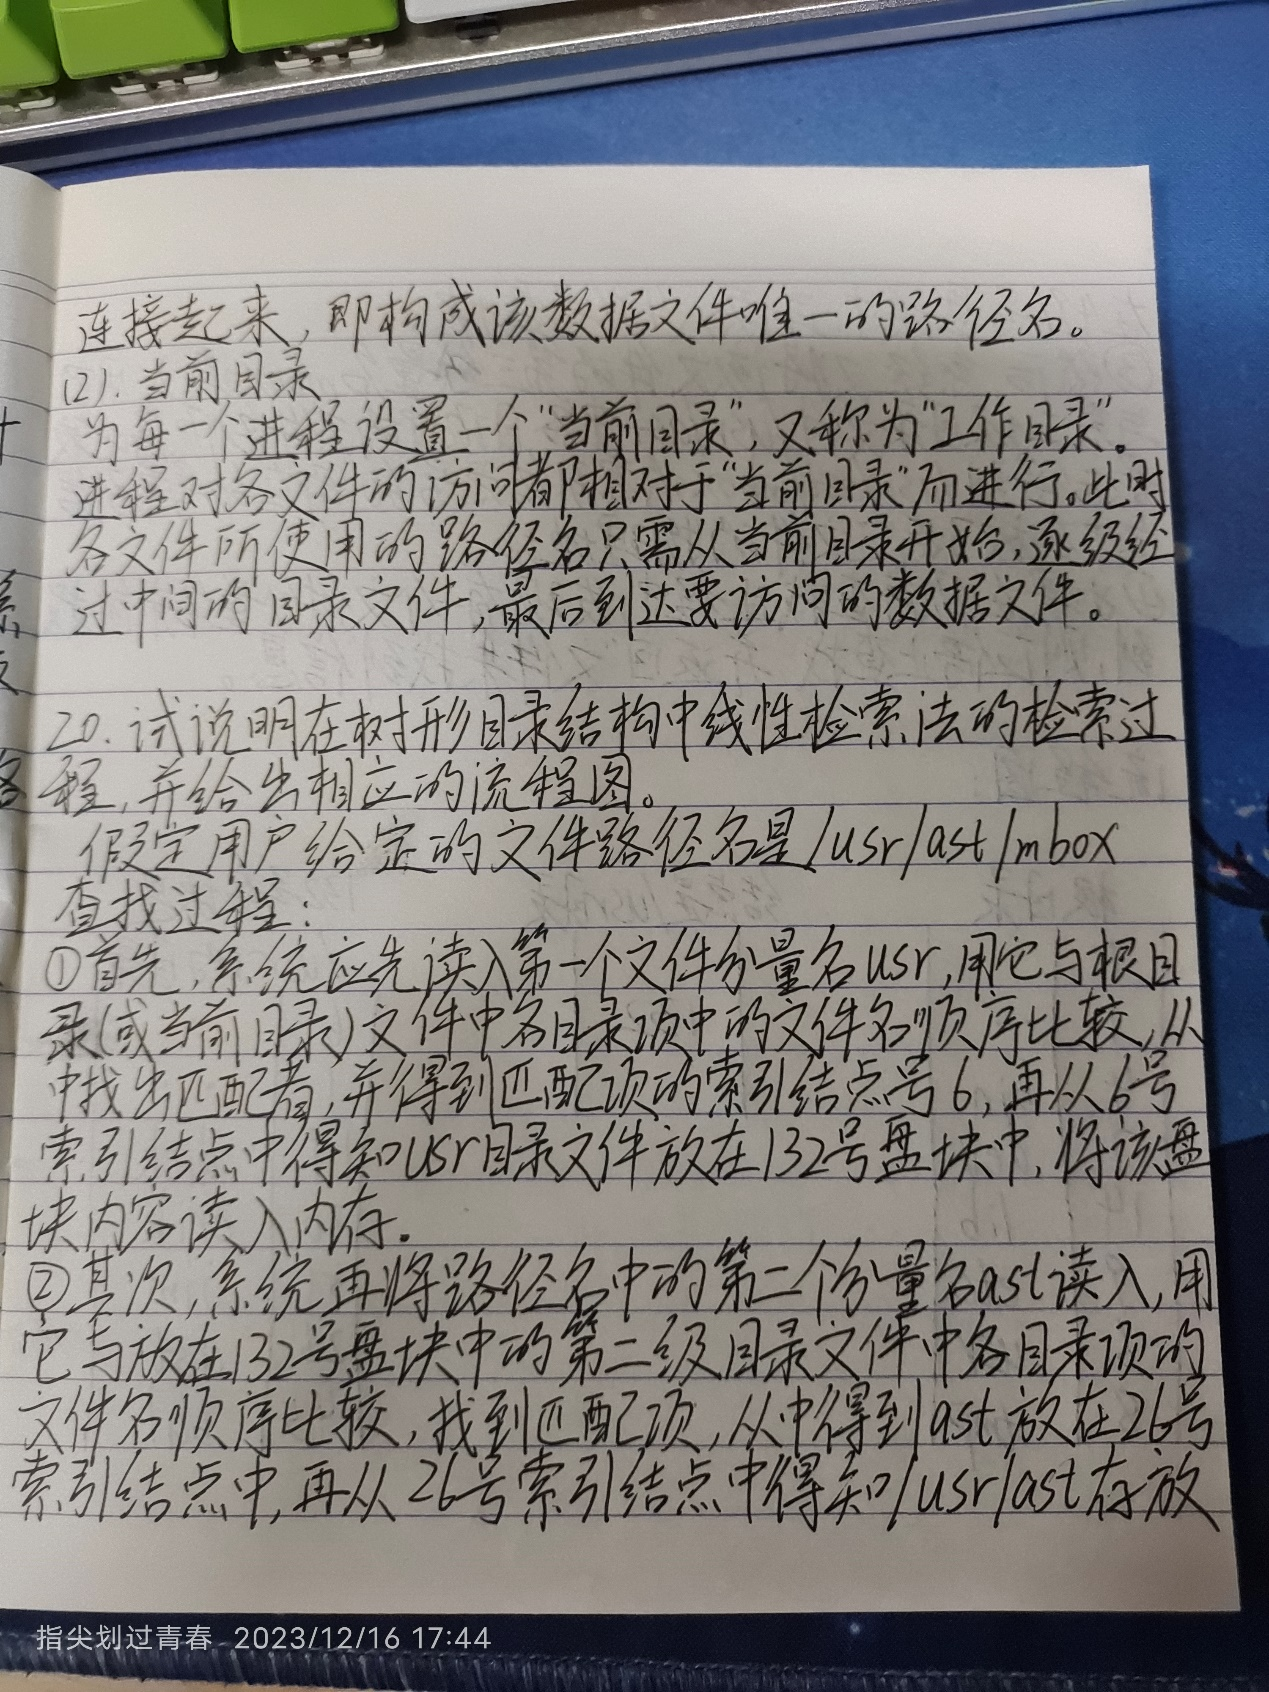 连接起来，即构成该数据文件唯一的路径名。
(2).当前目录
为每一个进程设置一个"当前目录"，又称为"工作目录"。
进程对各文件的访问都相对于"当前目录"而进行。此时
各文件所使用的路径名只需从当前目录开始，逐级经
过中间的目录文件，最后到达要访问的数据文件。
20.试说明在树形目录结构中线性检索法的检索过
程，并给出相应的流程图。
假定用户给定的文件路径名是/usr/ast/mbox
查找过程：
①首先，系统应先读入第一个文件分量名usr，用它与根目
录(或当前目录)文件中各目录项中的文件名顺序比较，从
中找出匹配者，并得到匹配项的索引结点号6，再从6号
索引结点中得知usr目录文件放在132号盘块中，将该盘
块内容读入内存.
②其次，系统再将路径名中的第二个分量名ast读入，用
它与放在132号盘块中的第二级目录文件中各目录项的
文件名顺序比较，找到匹配项，从中得到ast放在26号
索引结点中，再从26号索引结点中得知/usr/ast存放
指尖划过青春 2023/12/16 17:44